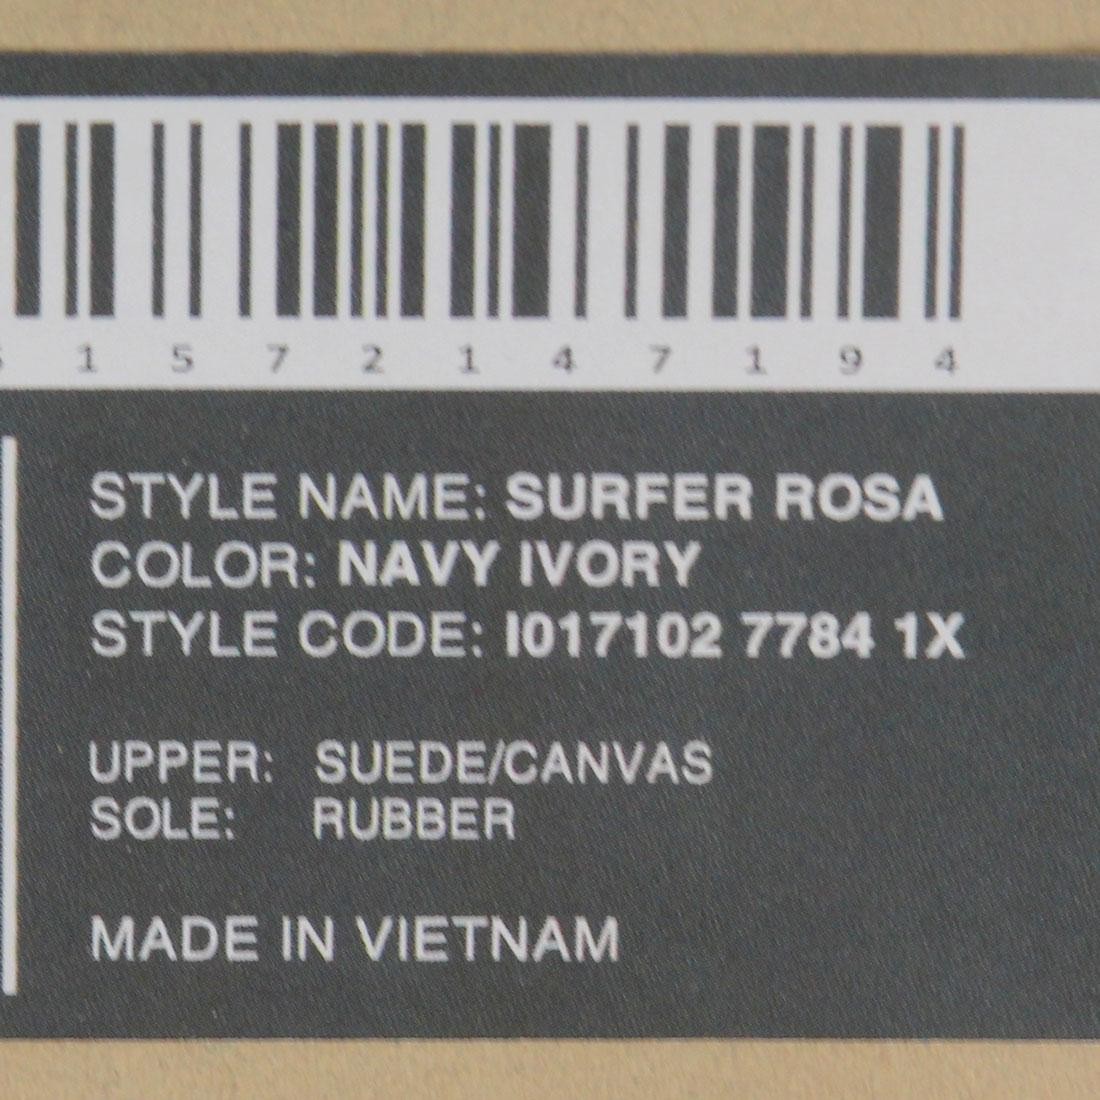 1 5 7 2 1 4 7 1 9 4
STYLE NAME: SURFER ROSA
COLOR: NAVY IVORY
STYLE CODE: I017102 7784 1X
UPPER: SUEDE/CANVAS
SOLE: RUBBER
MADE IN VIETNAM